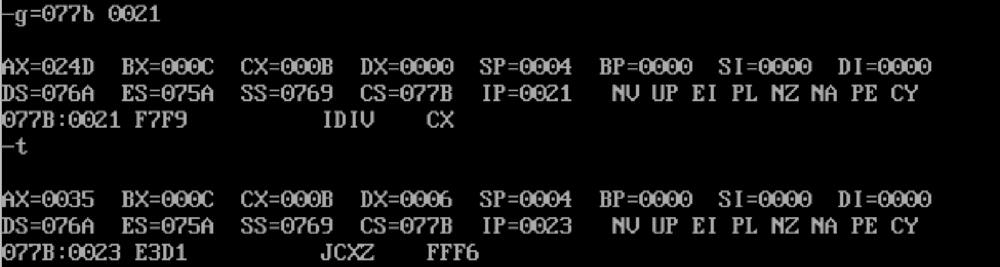 -g=077b 0021
AX=024D BX=000C CX=000B DX=0000 SP=0004 BP=0000 SI=0000 DI=0000
DS=076A ES=075A SS=0769 CS=077B IP=0021 NV UP EI PL NZ NA PE CY
077B:0021 F7F9 IDIV CX
-t
AX=0035 BX=000C CX=000B DX=0006 SP=0004 BP=0000 SI=0000 DI=0000
DS=076A ES=075A SS=0769 CS=077B IP=0023 NV UP EI PL NZ NA PE CY
077B:0023 E3D1 JCXZ FFF6